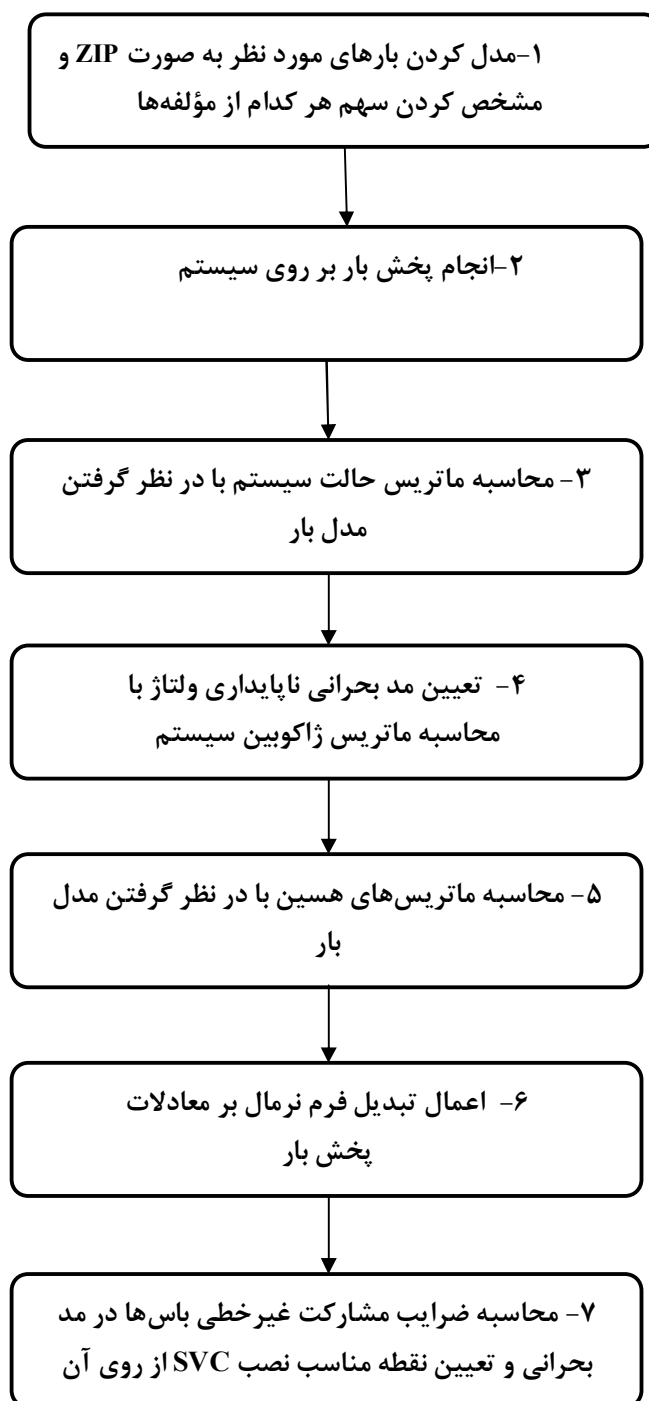 ۱-مدل کردن بارهای مورد نظر به صورت ZIP و
مشخص کردن سهم هر کدام از مؤلفه‌ها
۲-انجام پخش بار بر روی سیستم
۳- محاسبه ماتریس حالت سیستم با در نظر گرفتن
مدل بار
۴- تعیین مد بحرانی ناپایداری ولتاژ با
محاسبه ماتریس ژاکوبین سیستم
۵- محاسبه ماتریس‌های هسین با در نظر گرفتن مدل
بار
۶- اعمال تبدیل فرم نرمال بر معادلات
پخش بار
۷- محاسبه ضرایب مشارکت غیرخطی باس‌ها در مد
بحرانی و تعیین نقطه مناسب نصب SVC از روی آن